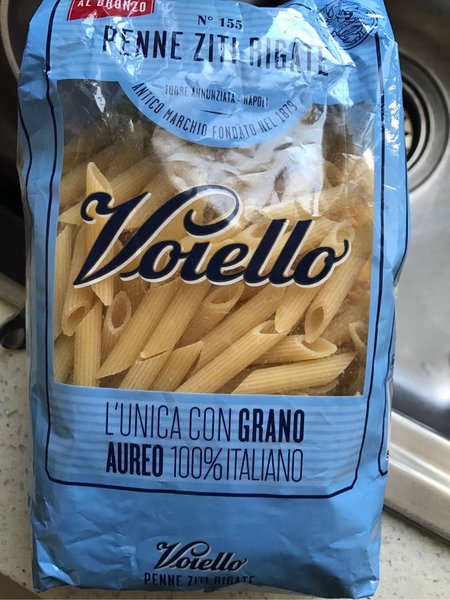 AL BRONZO
N° 155
PENNE ZITI RIGATE
TORRE ANNUNZIATA - NAPOLI
ANTICO MARCHIO FONDATO NEL 1879
Voiello
L'UNICA CON GRANO
AUREO 100% ITALIANO
Voiello
PENNE ZITI RIGATE